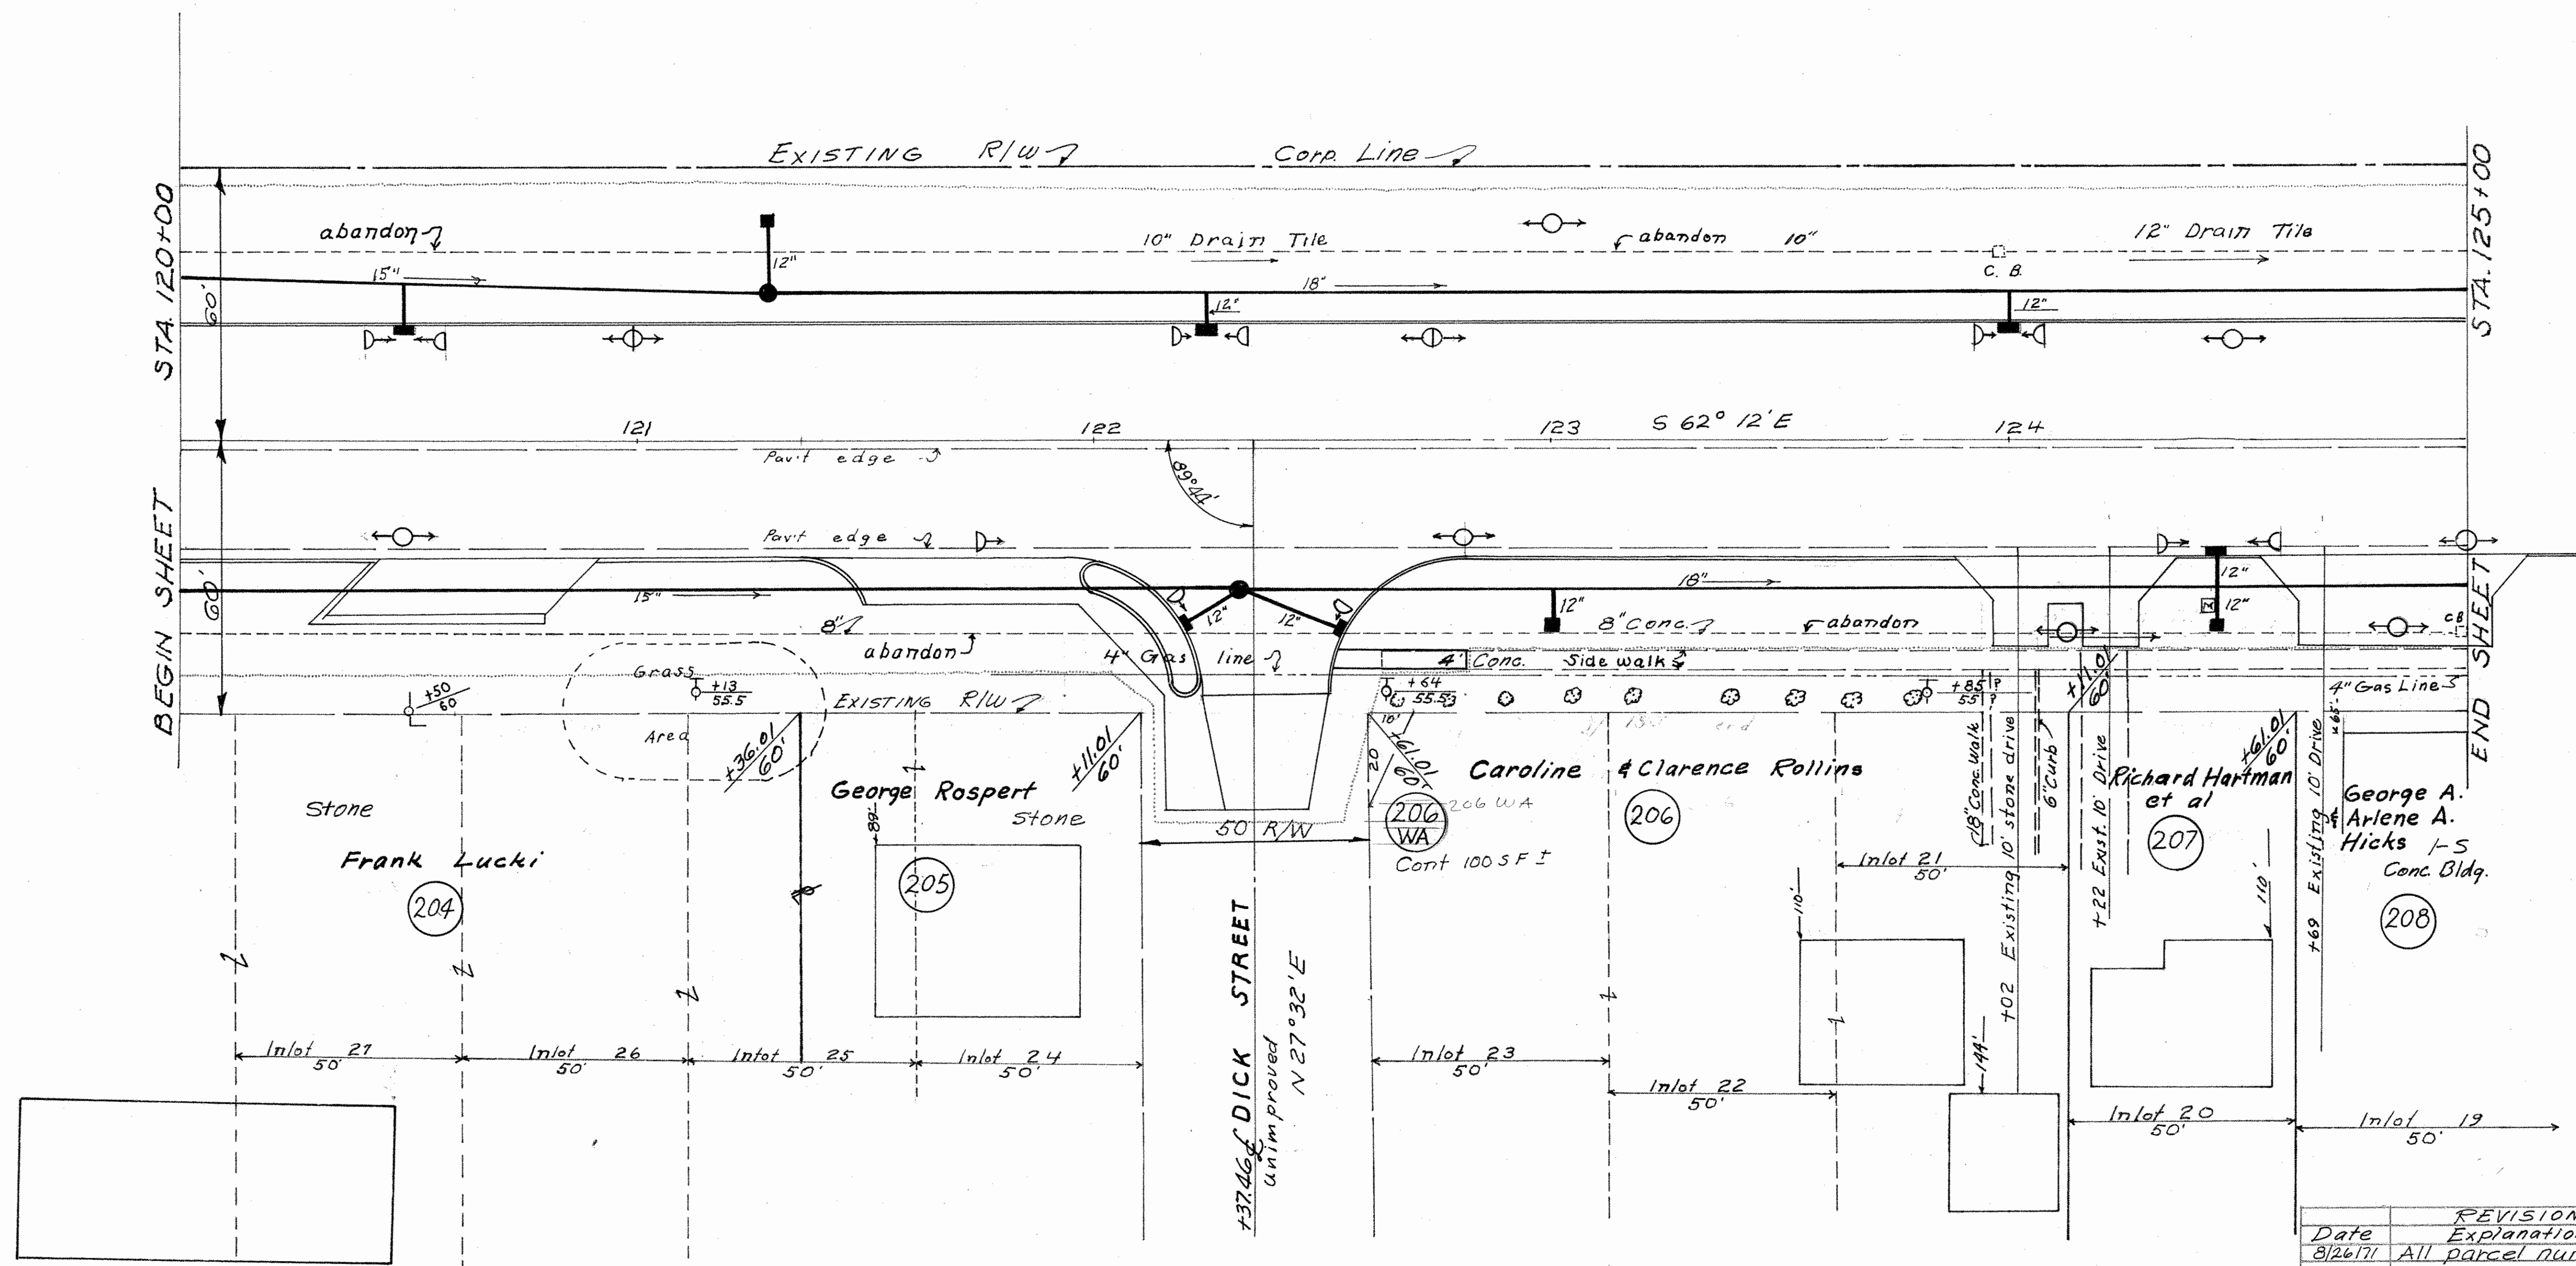 EXISTING R/W
Corp. Line
STA. 120+00
STA. 125+00
abandon
10" Drain Tile
abandon 10"
12" Drain Tile
12"
C. B.
15"
18"
12"
12"
60'
121
122
123
S 62° 12' E
124
Pav't edge
89°44'
BEGIN SHEET
END SHEET
Pav't edge
60'
15"
18"
12"
12"
12"
12"
12"
8"
abandon
8" Conc.
abandon
C B
4" Gas line
4' Conc. Side walk
Grass
Area
+50
60
+13
55.5
EXISTING R/W
+64
55.5
+85 ?
55 ?
4" Gas Line
65'
+36.01
60'
+11.01
60'
10'
20
+61.01
60'
+11.01
60'
+61.01
60'
Stone
George Rospert
Stone
Caroline & Clarence Rollins
Richard Hartman
et al
George A.
Arlene A.
Hicks 1-S
Conc. Bldg.
89'
50' R/W
206
WA
206 WA
206
207
Cont 100 S F ±
Frank Lucki
204
205
208
18" Conc. Walk
+02 Existing 10' stone drive
6" Curb
+22 Exist. 10' Drive
+69 Existing 10' Drive
Inlot 21
50'
110'
110'
144'
+37.46 ℄ DICK STREET
unimproved
N 27° 32' E
Inlot 27
50'
Inlot 26
50'
Inlot 25
50'
Inlot 24
50'
Inlot 23
50'
Inlot 22
50'
Inlot 20
50'
Inlot 19
50'
REVISION
Date Explanatio
8/26/71 All parcel nu